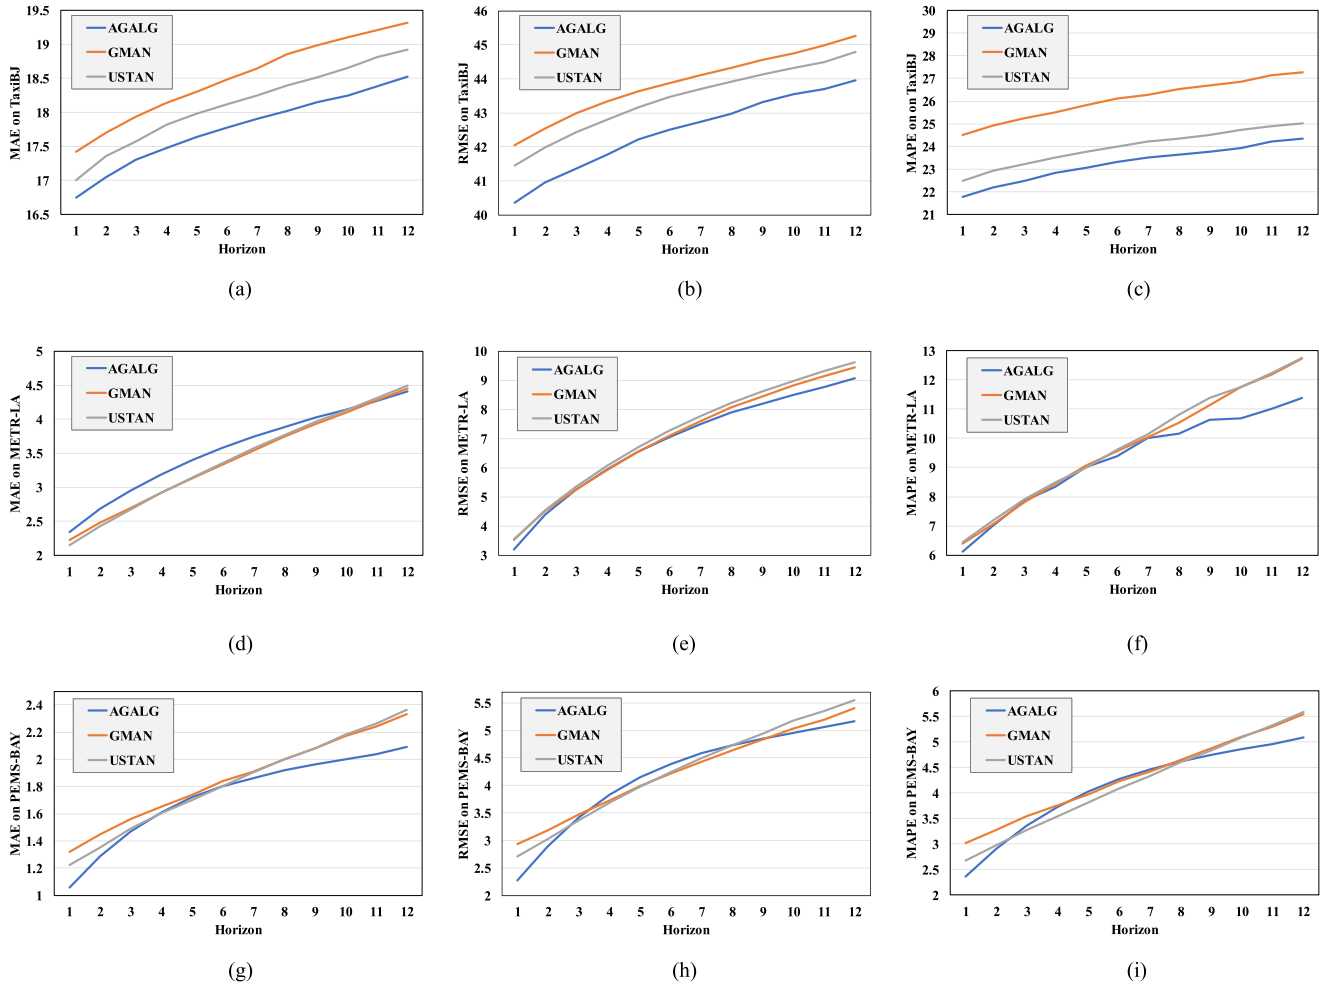 19.5
19
18.5
18
17.5
17
16.5
MAE on TaxiBJ
AGALG
GMAN
USTAN
1 2 3 4 5 6 7 8 9 10 11 12
Horizon
(a)
46
45
44
43
42
41
40
RMSE on TaxiBJ
AGALG
GMAN
USTAN
1 2 3 4 5 6 7 8 9 10 11 12
Horizon
(b)
30
29
28
27
26
25
24
23
22
21
MAPE on on TaxiBJ
AGALG
GMAN
USTAN
1 2 3 4 5 6 7 8 9 10 11 12
Horizon
(c)
5
4.5
4
3.5
3
2.5
2
MAE on METR-LA
AGALG
GMAN
USTAN
1 2 3 4 5 6 7 8 9 10 11 12
Horizon
(d)
10
9
8
7
6
5
4
3
RMSE on METR-LA
AGALG
GMAN
USTAN
1 2 3 4 5 6 7 8 9 10 11 12
Horizon
(e)
13
12
11
10
9
8
7
6
MAPE on METR-LA
AGALG
GMAN
USTAN
1 2 3 4 5 6 7 8 9 10 11 12
Horizon
(f)
2.4
2.2
2
1.8
1.6
1.4
1.2
1
MAE on PEMS-BAY
AGALG
GMAN
USTAN
1 2 3 4 5 6 7 8 9 10 11 12
Horizon
(g)
5.5
5
4.5
4
3.5
3
2.5
2
RMSE on PEMS-BAY
AGALG
GMAN
USTAN
1 2 3 4 5 6 7 8 9 10 11 12
Horizon
(h)
6
5.5
5
4.5
4
3.5
3
2.5
2
MAPE on PEMS-BAY
AGALG
GMAN
USTAN
1 2 3 4 5 6 7 8 9 10 11 12
Horizon
(i)